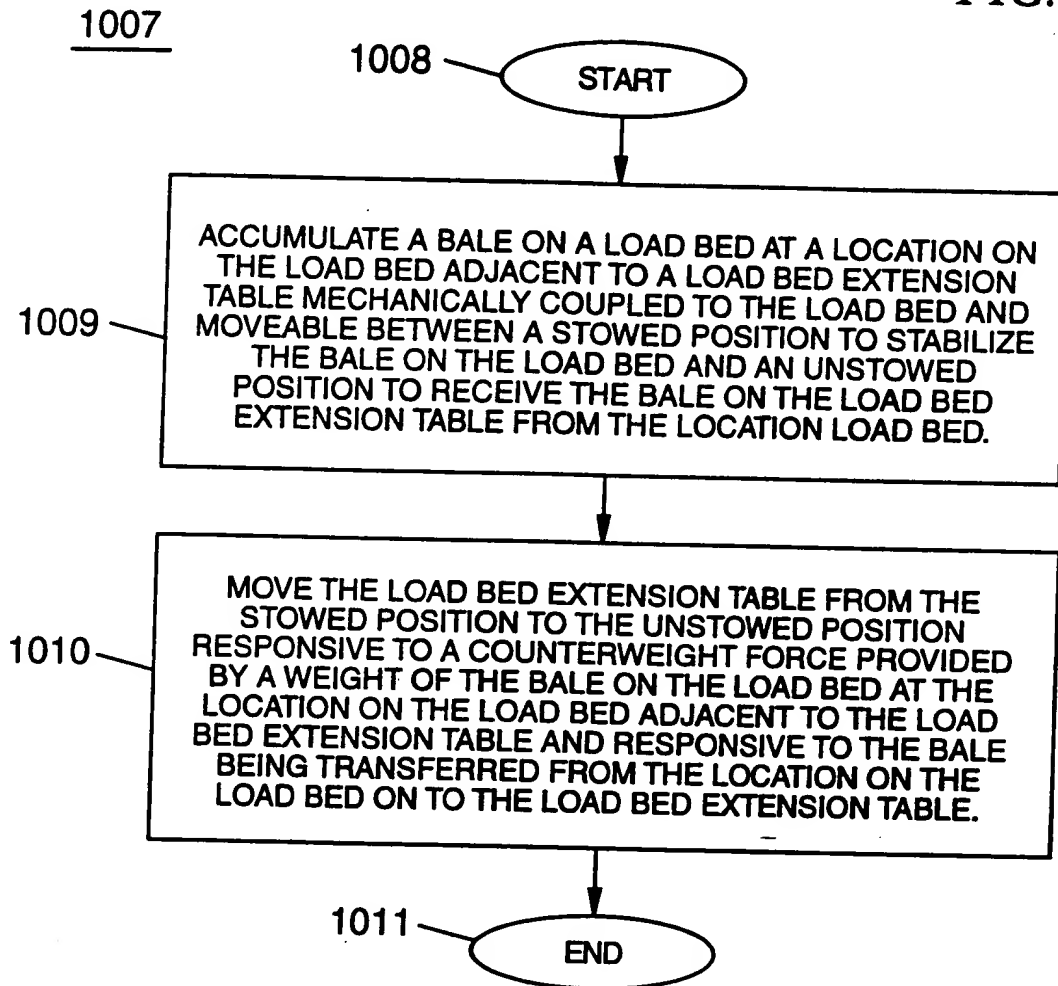 FIG.
1007
1008
START
1009
ACCUMULATE A BALE ON A LOAD BED AT A LOCATION ON
THE LOAD BED ADJACENT TO A LOAD BED EXTENSION
TABLE MECHANICALLY COUPLED TO THE LOAD BED AND
MOVEABLE BETWEEN A STOWED POSITION TO STABILIZE
THE BALE ON THE LOAD BED AND AN UNSTOWED
POSITION TO RECEIVE THE BALE ON THE LOAD BED
EXTENSION TABLE FROM THE LOCATION LOAD BED.
1010
MOVE THE LOAD BED EXTENSION TABLE FROM THE
STOWED POSITION TO THE UNSTOWED POSITION
RESPONSIVE TO A COUNTERWEIGHT FORCE PROVIDED
BY A WEIGHT OF THE BALE ON THE LOAD BED AT THE
LOCATION ON THE LOAD BED ADJACENT TO THE LOAD
BED EXTENSION TABLE AND RESPONSIVE TO THE BALE
BEING TRANSFERRED FROM THE LOCATION ON THE
LOAD BED ON TO THE LOAD BED EXTENSION TABLE.
1011
END